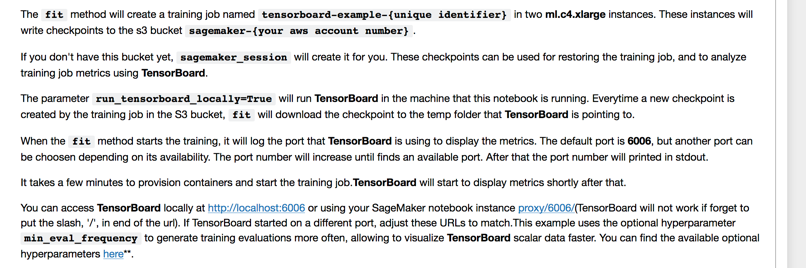 The fit method will create a training job named tensorboard-example-{unique identifier} in two ml.c4.xlarge instances. These instances will
write checkpoints to the s3 bucket sagemaker-{your aws account number} .
If you don't have this bucket yet, sagemaker_session will create it for you. These checkpoints can be used for restoring the training job, and to analyze
training job metrics using TensorBoard.
The parameter run_tensorboard_locally=True will run TensorBoard in the machine that this notebook is running. Everytime a new checkpoint is
created by the training job in the S3 bucket, fit will download the checkpoint to the temp folder that TensorBoard is pointing to.
When the fit method starts the training, it will log the port that TensorBoard is using to display the metrics. The default port is 6006, but another port can
be choosen depending on its availability. The port number will increase until finds an available port. After that the port number will printed in stdout.
It takes a few minutes to provision containers and start the training job.TensorBoard will start to display metrics shortly after that.
You can access TensorBoard locally at http://localhost:6006 or using your SageMaker notebook instance proxy/6006/(TensorBoard will not work if forget to
put the slash, '/', in end of the url). If TensorBoard started on a different port, adjust these URLs to match.This example uses the optional hyperparameter
min_eval_frequency to generate training evaluations more often, allowing to visualize TensorBoard scalar data faster. You can find the available optional
hyperparameters here**.